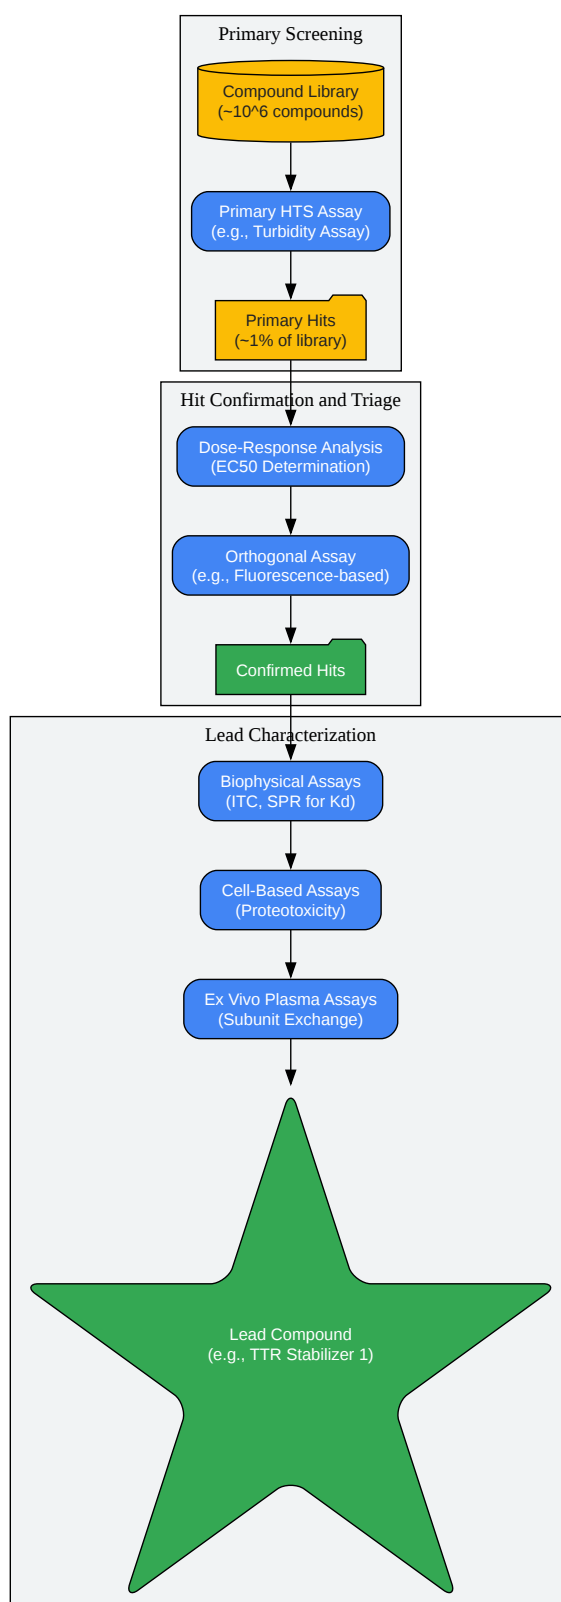 Primary Screening
Compound Library
(~10^6 compounds)
Primary HTS Assay
(e.g., Turbidity Assay)
Primary Hits
(~1% of library)
Hit Confirmation and Triage
Dose-Response Analysis
(EC50 Determination)
Orthogonal Assay
(e.g., Fluorescence-based)
Confirmed Hits
Lead Characterization
Biophysical Assays
(ITC, SPR for Kd)
Cell-Based Assays
(Proteotoxicity)
Ex Vivo Plasma Assays
(Subunit Exchange)
Lead Compound
(e.g., TTR Stabilizer 1)